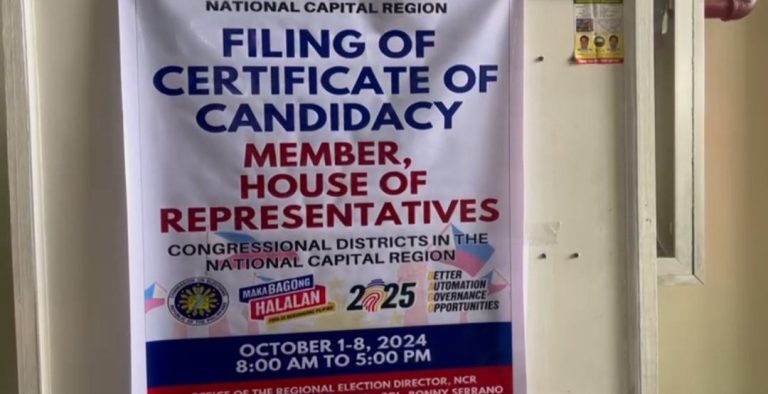 NATIONAL CAPITAL REGION
FILING OF
CERTIFICATE OF
CANDIDACY
MEMBER,
HOUSE OF
REPRESENTATIVES
CONGRESSIONAL DISTRICTS IN THE
NATIONAL CAPITAL REGION
MAKABAGONG
HALALAN
2025
BETTER
AUTOMATION
GOVERNANCE
OPPORTUNITIES
OCTOBER 1-8, 2024
8:00 AM TO 5:00 PM
OFFICE OF THE REGIONAL ELECTION DIRECTOR, NCR
BONNY SERRANO